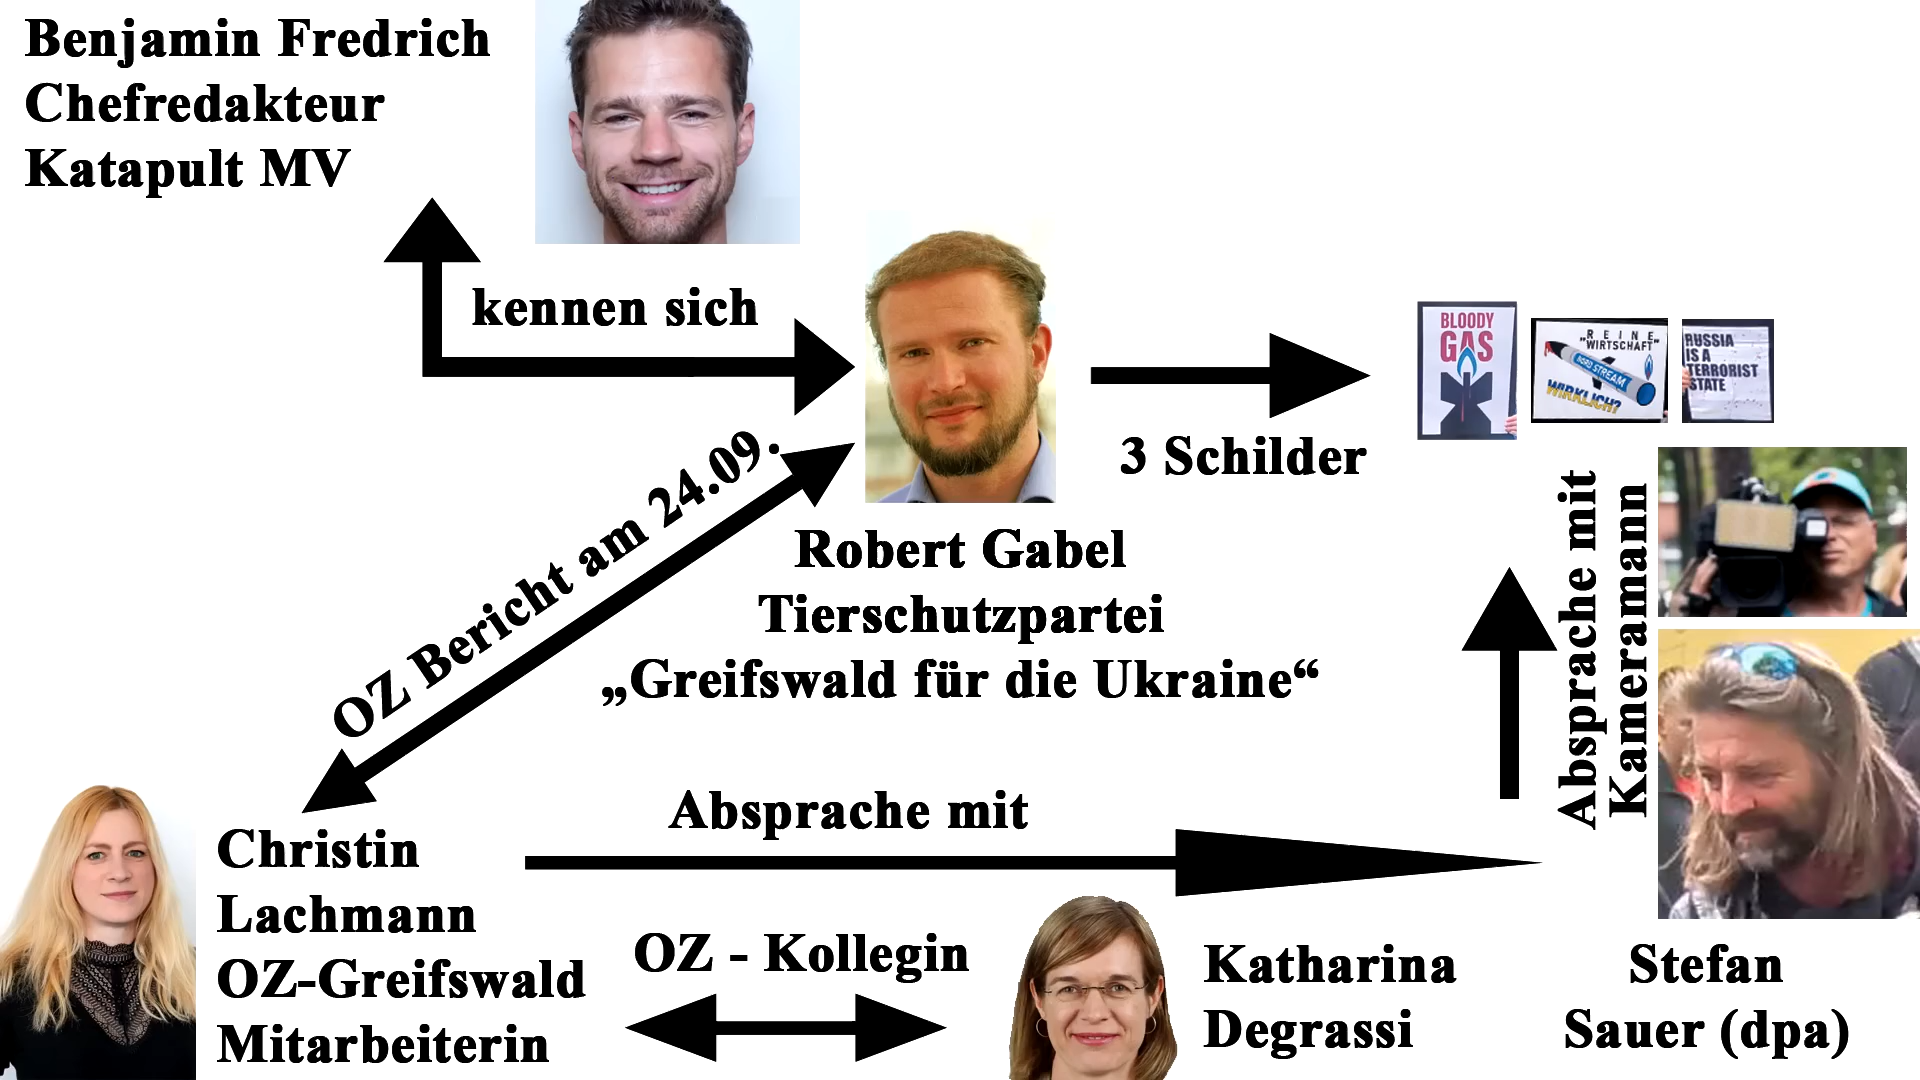 Benjamin Fredrich
Chefredakteur
Katapult MV
kennen sich
BLOODY
GAS
REINE
"WIRTSCHAFT"
NORD STREAM
WIRKLICH?
RUSSIA
IS A
TERRORIST
STATE
3 Schilder
OZ Bericht am 24.09.
Robert Gabel
Tierschutzpartei
„Greifswald für die Ukraine“
Absprache mit
Kameramann
Absprache mit
Christin
Lachmann
OZ-Greifswald
Mitarbeiterin
OZ - Kollegin
Katharina
Degrassi
Stefan
Sauer (dpa)